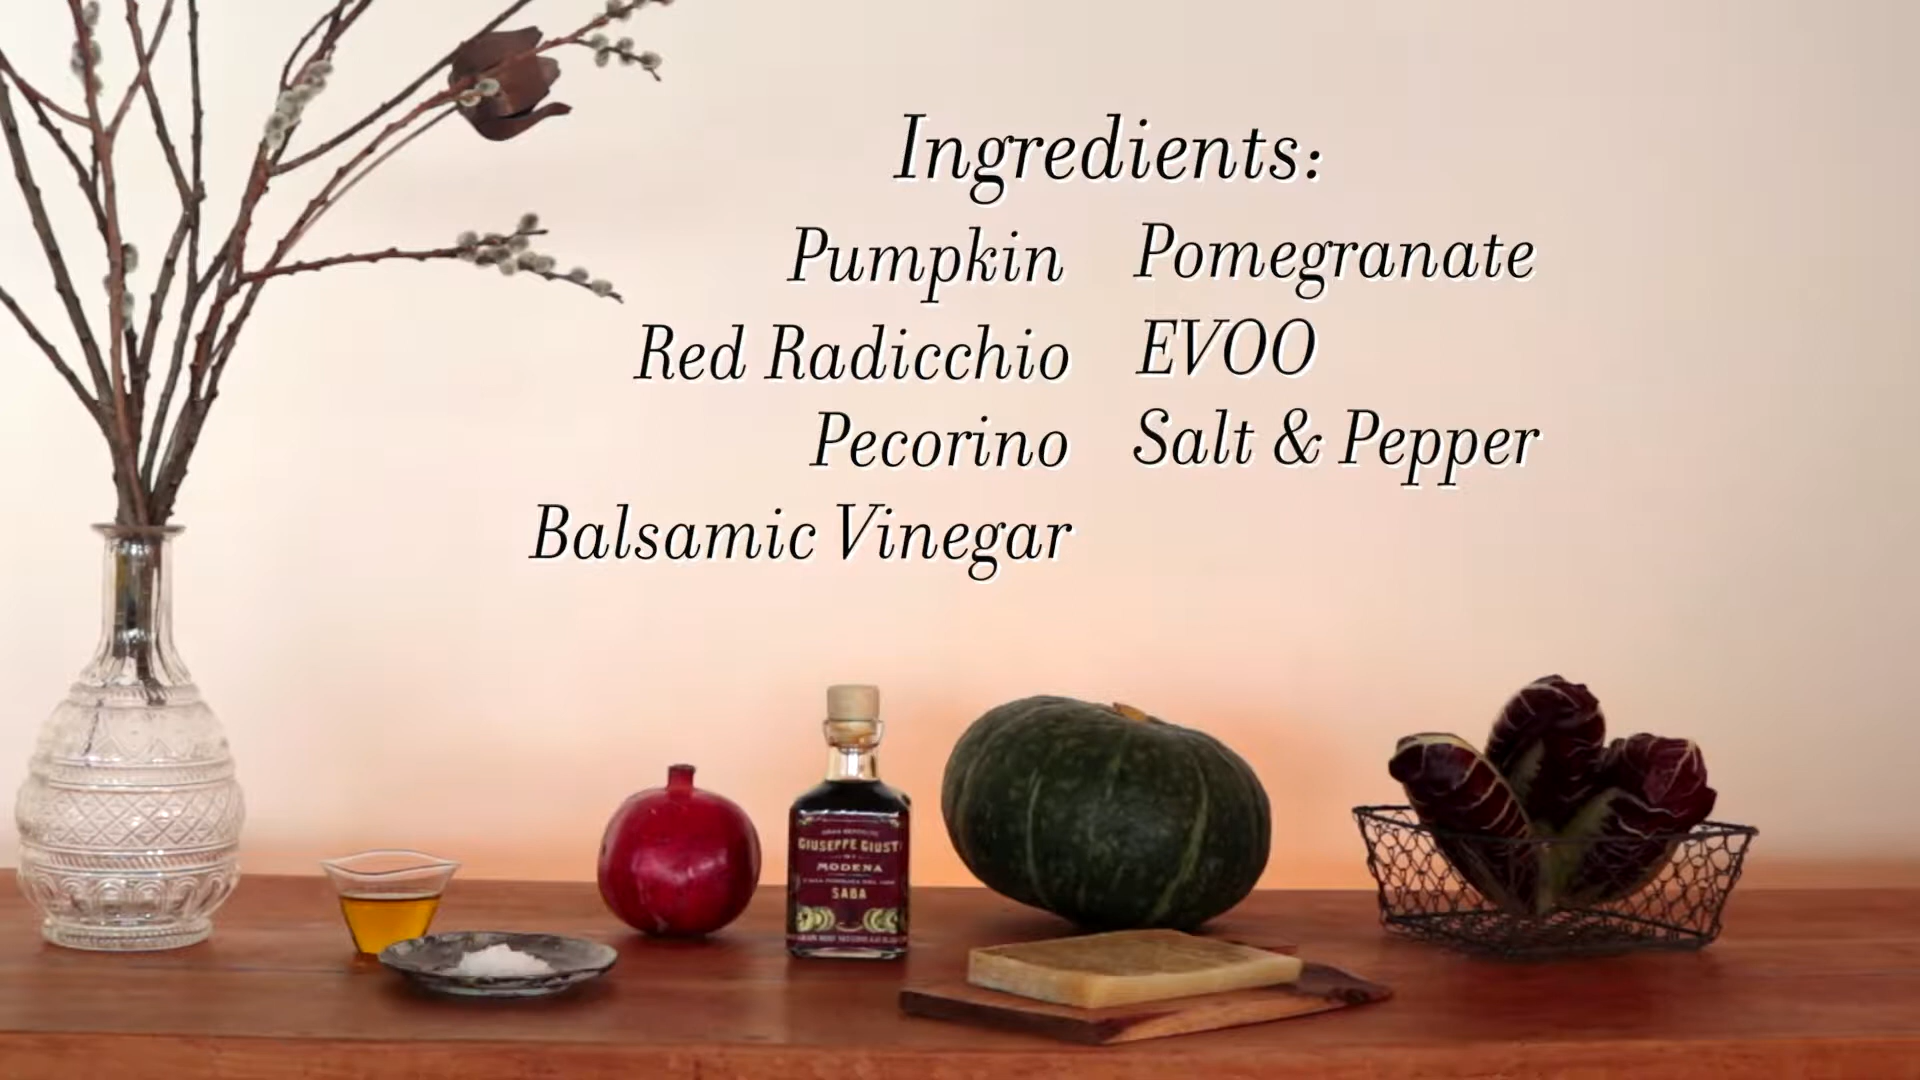 Ingredients:
Pumpkin
Red Radicchio
Pecorino
Balsamic Vinegar
Pomegranate
EVOO
Salt & Pepper
GIUSEPPE GIUSTI
MODENA
SABA